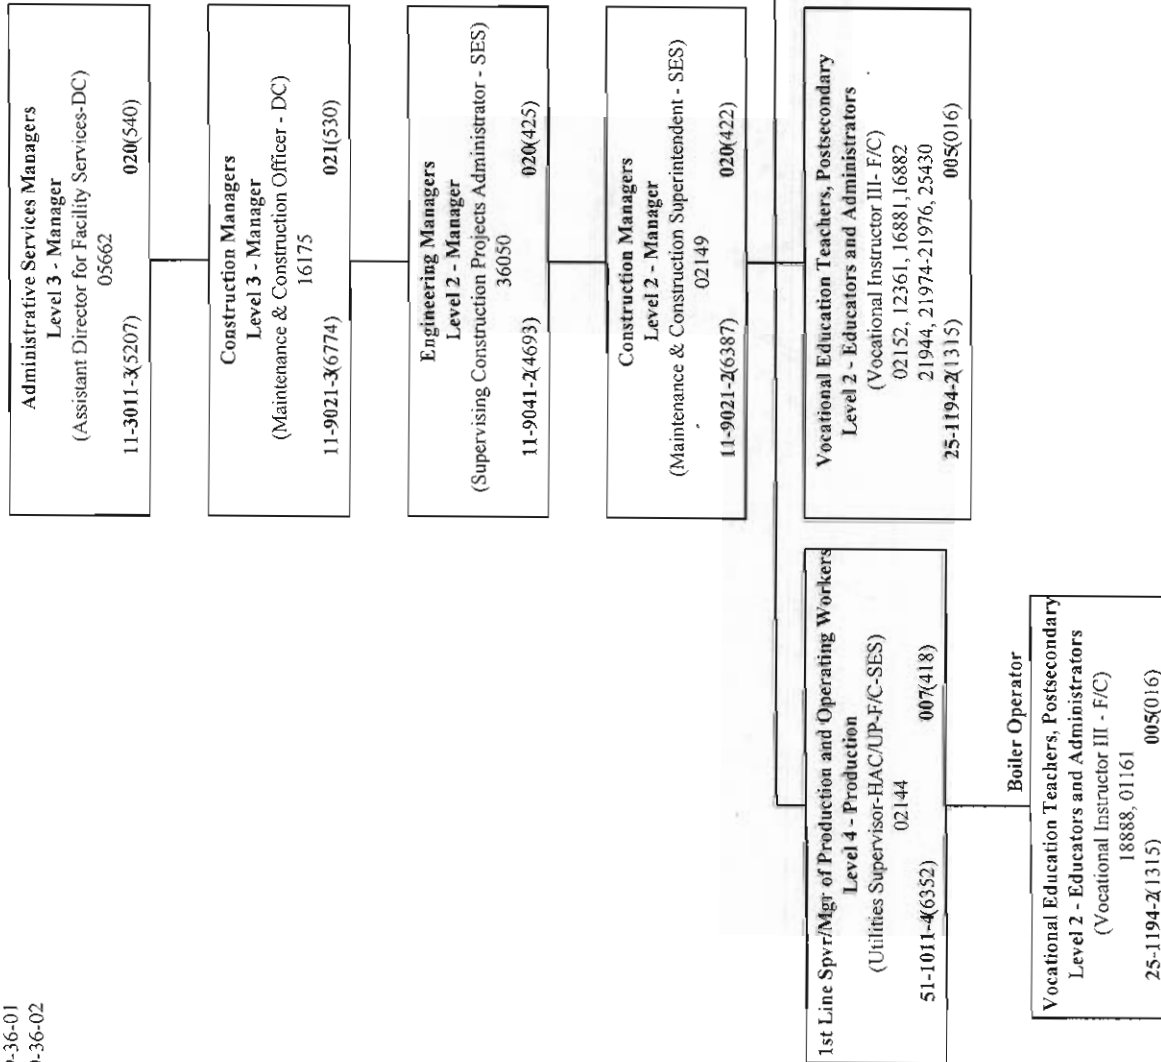 -36-01
-36-02
Administrative Services Managers
Level 3 - Manager
(Assistant Director for Facility Services-DC)
05662
11-3011-3(5207) 020(540)
Construction Managers
Level 3 - Manager
(Maintenance & Construction Officer - DC)
16175
11-9021-3(6774) 021(530)
Engineering Managers
Level 2 - Manager
(Supervising Construction Projects Administrator - SES)
36050
11-9041-2(4693) 020(425)
Construction Managers
Level 2 - Manager
(Maintenance & Construction Superintendent - SES)
02149
11-9021-2(6387) 020(422)
1st Line Spvr/Mgr of Production and Operating Workers
Level 4 - Production
(Utilities Supervisor-HAC/UP-F/C-SES)
02144
51-1011-4(6352) 007(418)
Vocational Education Teachers, Postsecondary
Level 2 - Educators and Administrators
(Vocational Instructor III- F/C)
02152, 12361, 16881,16882
21944, 21974-21976, 25430
25-1194-2(1315) 005(016)
Boiler Operator
Vocational Education Teachers, Postsecondary
Level 2 - Educators and Administrators
(Vocational Instructor III - F/C)
18888, 01161
25-1194-2(1315) 005(016)